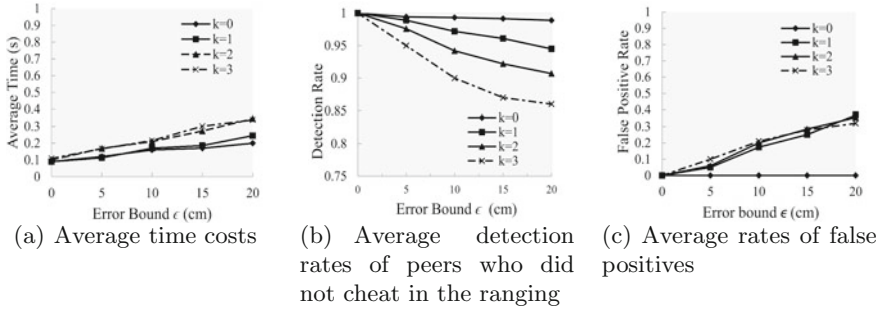 1
0.9
0.8
0.7
0.6
0.5
0.4
0.3
0.2
0.1
0
Average Time (s)
k=0
k=1
k=2
k=3
0 5 10 15 20
Error Bound ϵ (cm)
(a) Average time costs
1
0.95
0.9
0.85
0.8
0.75
Detection Rate
k=0
k=1
k=2
k=3
0 5 10 15 20
Error Bound ϵ (cm)
(b) Average detection
rates of peers who did
not cheat in the ranging
1
0.9
0.8
0.7
0.6
0.5
0.4
0.3
0.2
0.1
0
False Positive Rate
k=0
k=1
k=2
k=3
0 5 10 15 20
Error bound ϵ (cm)
(c) Average rates of false
positives